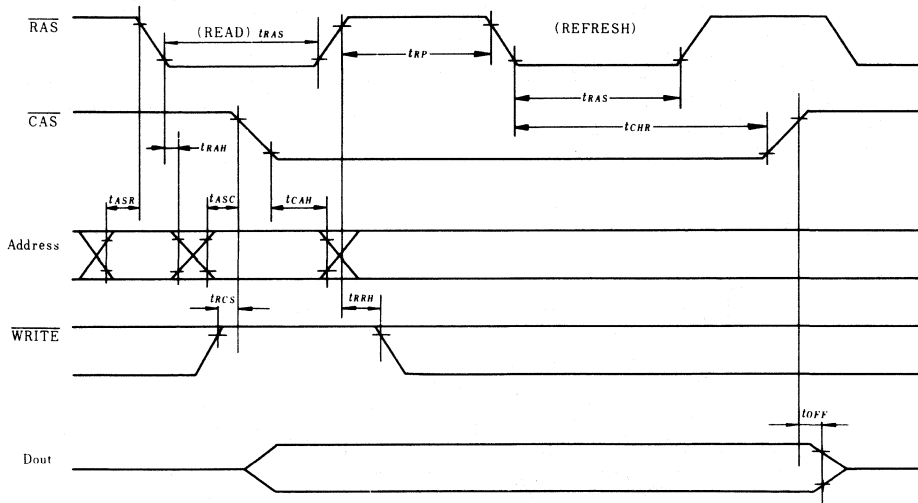 RAS
(READ) tRAS
tRP
(REFRESH)
tRAS
CAS
tCHR
tRAH
tASR
tASC
tCAH
Address
tRCS
tRRH
WRITE
tOFF
Dout